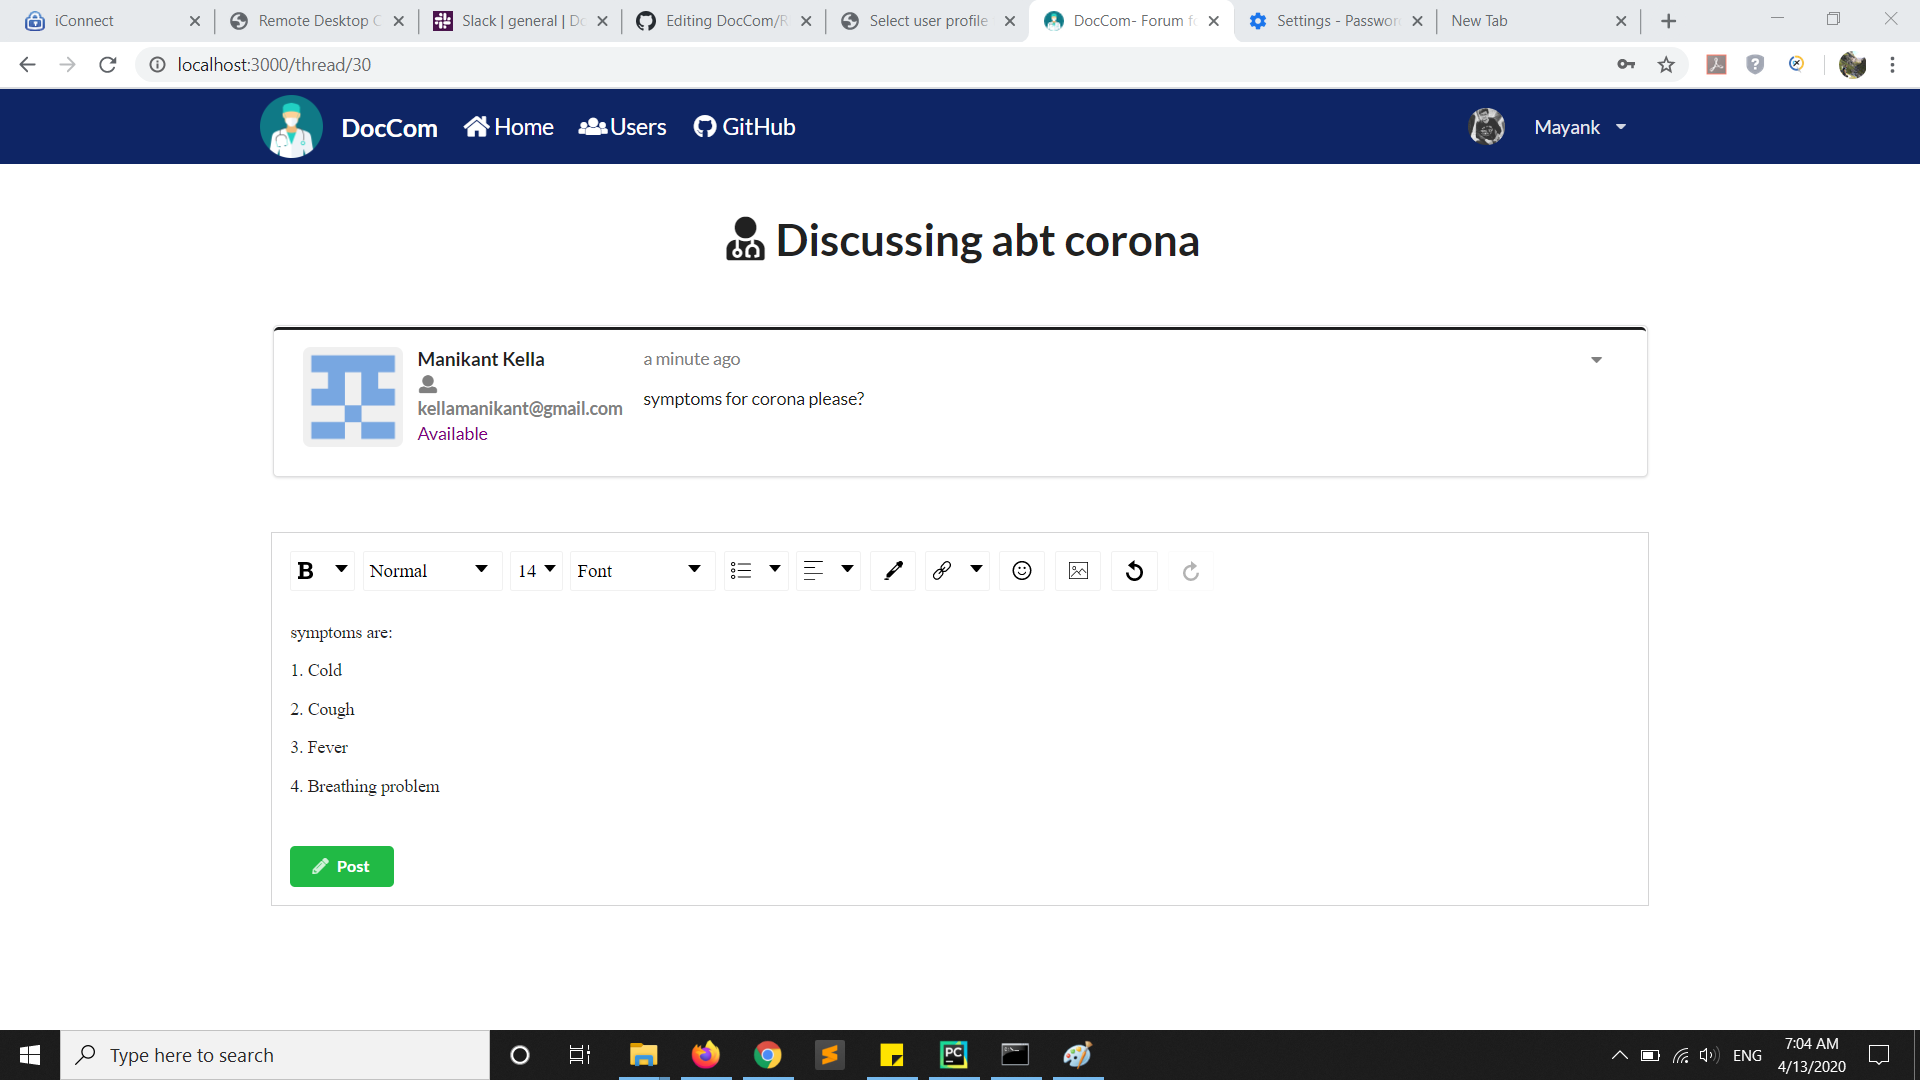 iConnect
Remote Desktop C
Slack | general | Do
Editing DocCom/R
Select user profile
DocCom- Forum fo
Settings - Passwor
New Tab
localhost:3000/thread/30
DocCom Home Users GitHub Mayank
Discussing abt corona
Manikant Kella a minute ago
symptoms for corona please?
kellamanikant@gmail.com
Available
B Normal 14 Font
symptoms are:
1. Cold
2. Cough
3. Fever
4. Breathing problem
Post
Type here to search
PC
ENG
7:04 AM
4/13/2020